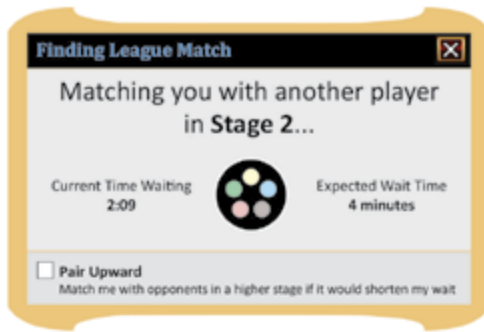 Finding League Match
Matching you with another player
in Stage 2...
Current Time Waiting
2:09
Expected Wait Time
4 minutes
Pair Upward
Match me with opponents in a higher stage if it would shorten my wait